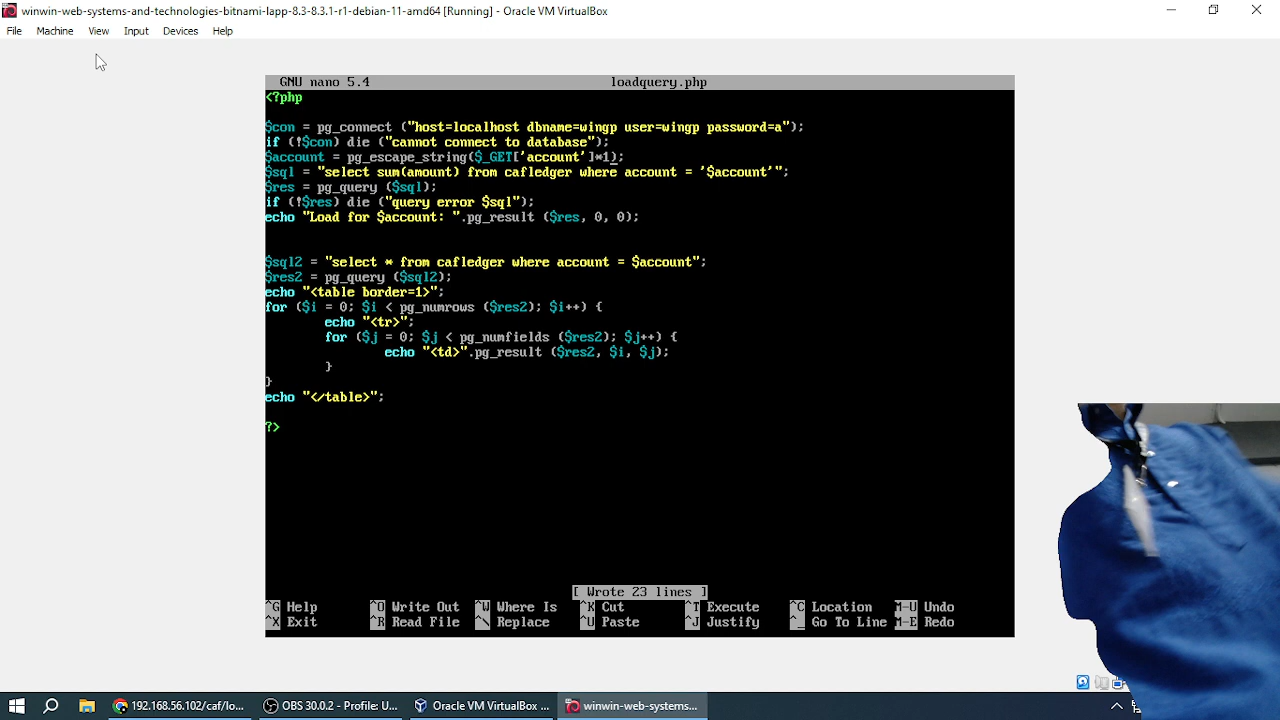 winwin-web-systems-and-technologies-bitnami-lapp-8.3-8.3.1-r1-debian-11-amd64 [Running] - Oracle VM VirtualBox
File Machine View Input Devices Help
GNU nano 5.4 loadquery.php
<?php
$con = pg_connect ("host=localhost dbname=wingp user=wingp password=a");
if (!$con) die ("cannot connect to database");
$account = pg_escape_string($_GET['account']*1);
$sql = "select sum(amount) from cafledger where account = '$account'";
$res = pg_query ($sql);
if (!$res) die ("query error $sql");
echo "Load for $account: ".pg_result ($res, 0, 0);
$sql2 = "select * from cafledger where account = $account";
$res2 = pg_query ($sql2);
echo "<table border=1>";
for ($i = 0; $i < pg_numrows ($res2); $i++) {
echo "<tr>";
for ($j = 0; $j < pg_numfields ($res2); $j++) {
echo "<td>".pg_result ($res2, $i, $j);
}
}
echo "</table>";
?>
[ Wrote 23 lines ]
^G Help ^O Write Out ^W Where Is ^K Cut ^T Execute ^C Location M-U Undo
^X Exit ^R Read File ^\ Replace ^U Paste ^J Justify ^_ Go To Line M-E Redo
192.168.56.102/caf/lo... OBS 30.0.2 - Profile: U... Oracle VM VirtualBox ... winwin-web-systems...